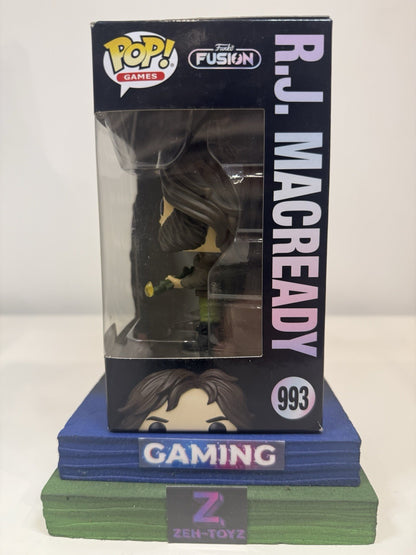 POP!
GAMES
Funko
FUSION
R.J. MACREADY
993
GAMING
Z
ZEN-TOYZ